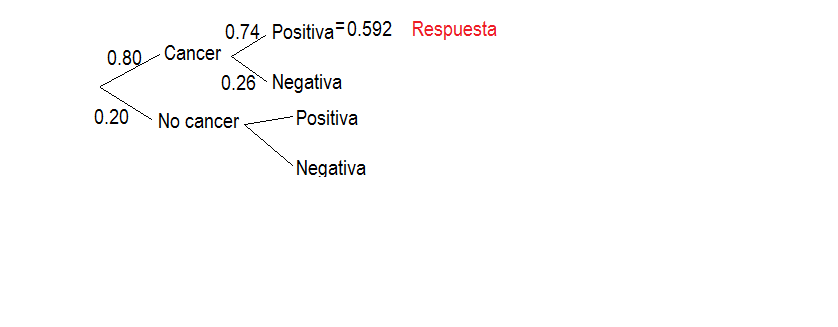 0.74 Positiva =0.592 Respuesta
0.80 Cancer
0.26 Negativa
0.20 No cancer
Positiva
Negativa